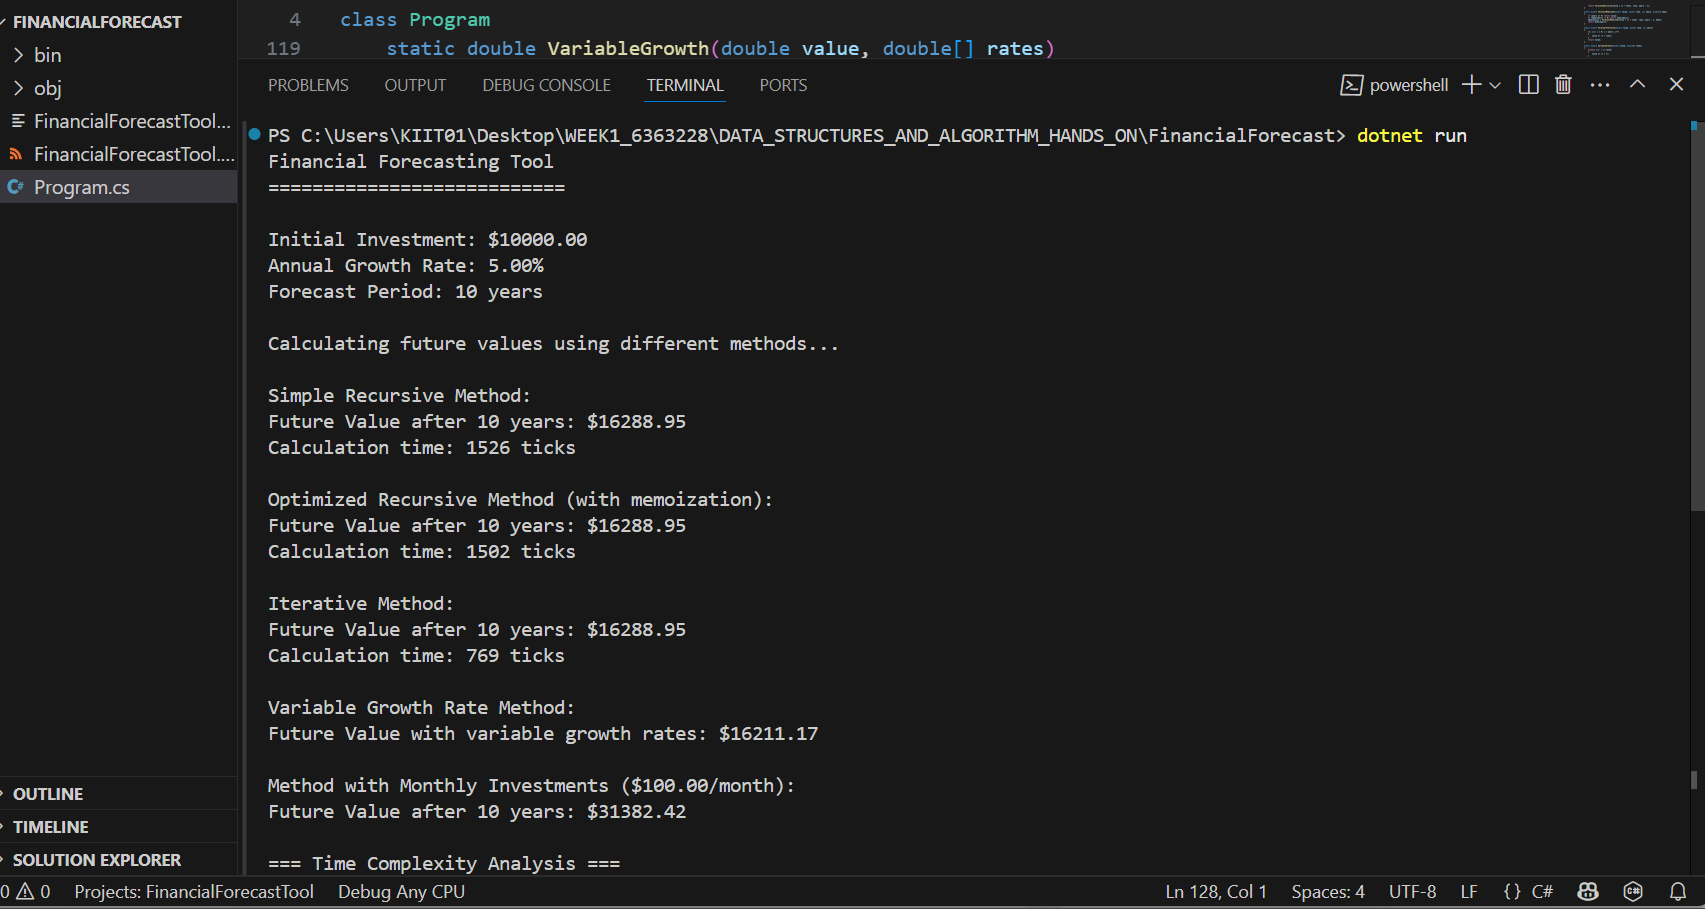 FINANCIALFORECAST
bin
obj
FinancialForecastTool...
FinancialForecastTool....
Program.cs
OUTLINE
TIMELINE
SOLUTION EXPLORER
4 class Program
119 static double VariableGrowth(double value, double[] rates)
PROBLEMS OUTPUT DEBUG CONSOLE TERMINAL PORTS powershell
PS C:\Users\KIIT01\Desktop\WEEK1_6363228\DATA_STRUCTURES_AND_ALGORITHM_HANDS_ON\FinancialForecast> dotnet run
Financial Forecasting Tool
===========================
Initial Investment: $10000.00
Annual Growth Rate: 5.00%
Forecast Period: 10 years
Calculating future values using different methods...
Simple Recursive Method:
Future Value after 10 years: $16288.95
Calculation time: 1526 ticks
Optimized Recursive Method (with memoization):
Future Value after 10 years: $16288.95
Calculation time: 1502 ticks
Iterative Method:
Future Value after 10 years: $16288.95
Calculation time: 769 ticks
Variable Growth Rate Method:
Future Value with variable growth rates: $16211.17
Method with Monthly Investments ($100.00/month):
Future Value after 10 years: $31382.42
=== Time Complexity Analysis ===
0 0 Projects: FinancialForecastTool Debug Any CPU Ln 128, Col 1 Spaces: 4 UTF-8 LF {} C#